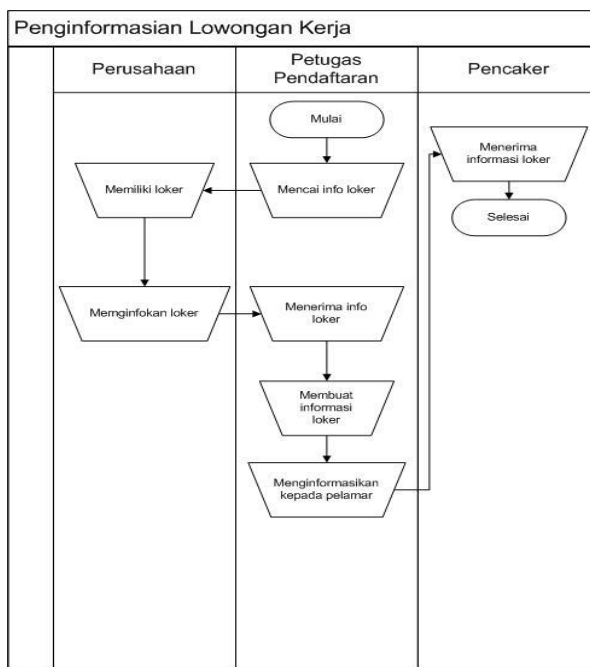 Penginformasian Lowongan Kerja
Perusahaan
Petugas
Pendaftaran
Pencaker
Mulai
Mencai info loker
Memiliki loker
Memginfokan loker
Menerima info
loker
Membuat
informasi
loker
Menginformasikan
kepada pelamar
Menerima
informasi loker
Selesai